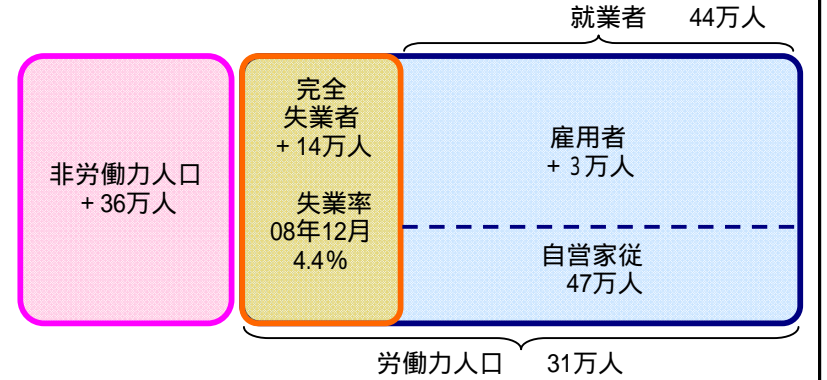 就業者 44万人
非労働力人口
+36万人
完全
失業者
+14万人
失業率
08年12月
4.4%
雇用者
+3万人
自営家従
47万人
労働力人口 31万人